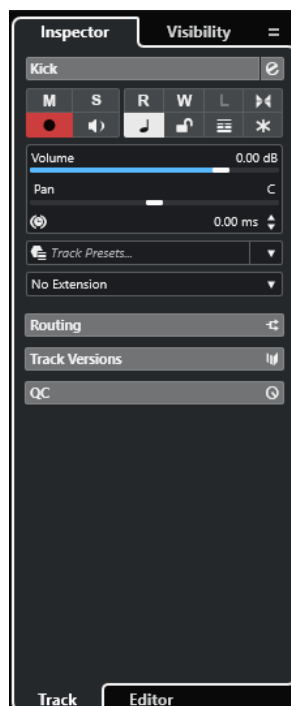 Inspector Visibility
Kick e
M S R W L
Volume 0.00 dB
Pan C
0.00 ms
Track Presets...
No Extension
Routing
Track Versions
QC
Track Editor